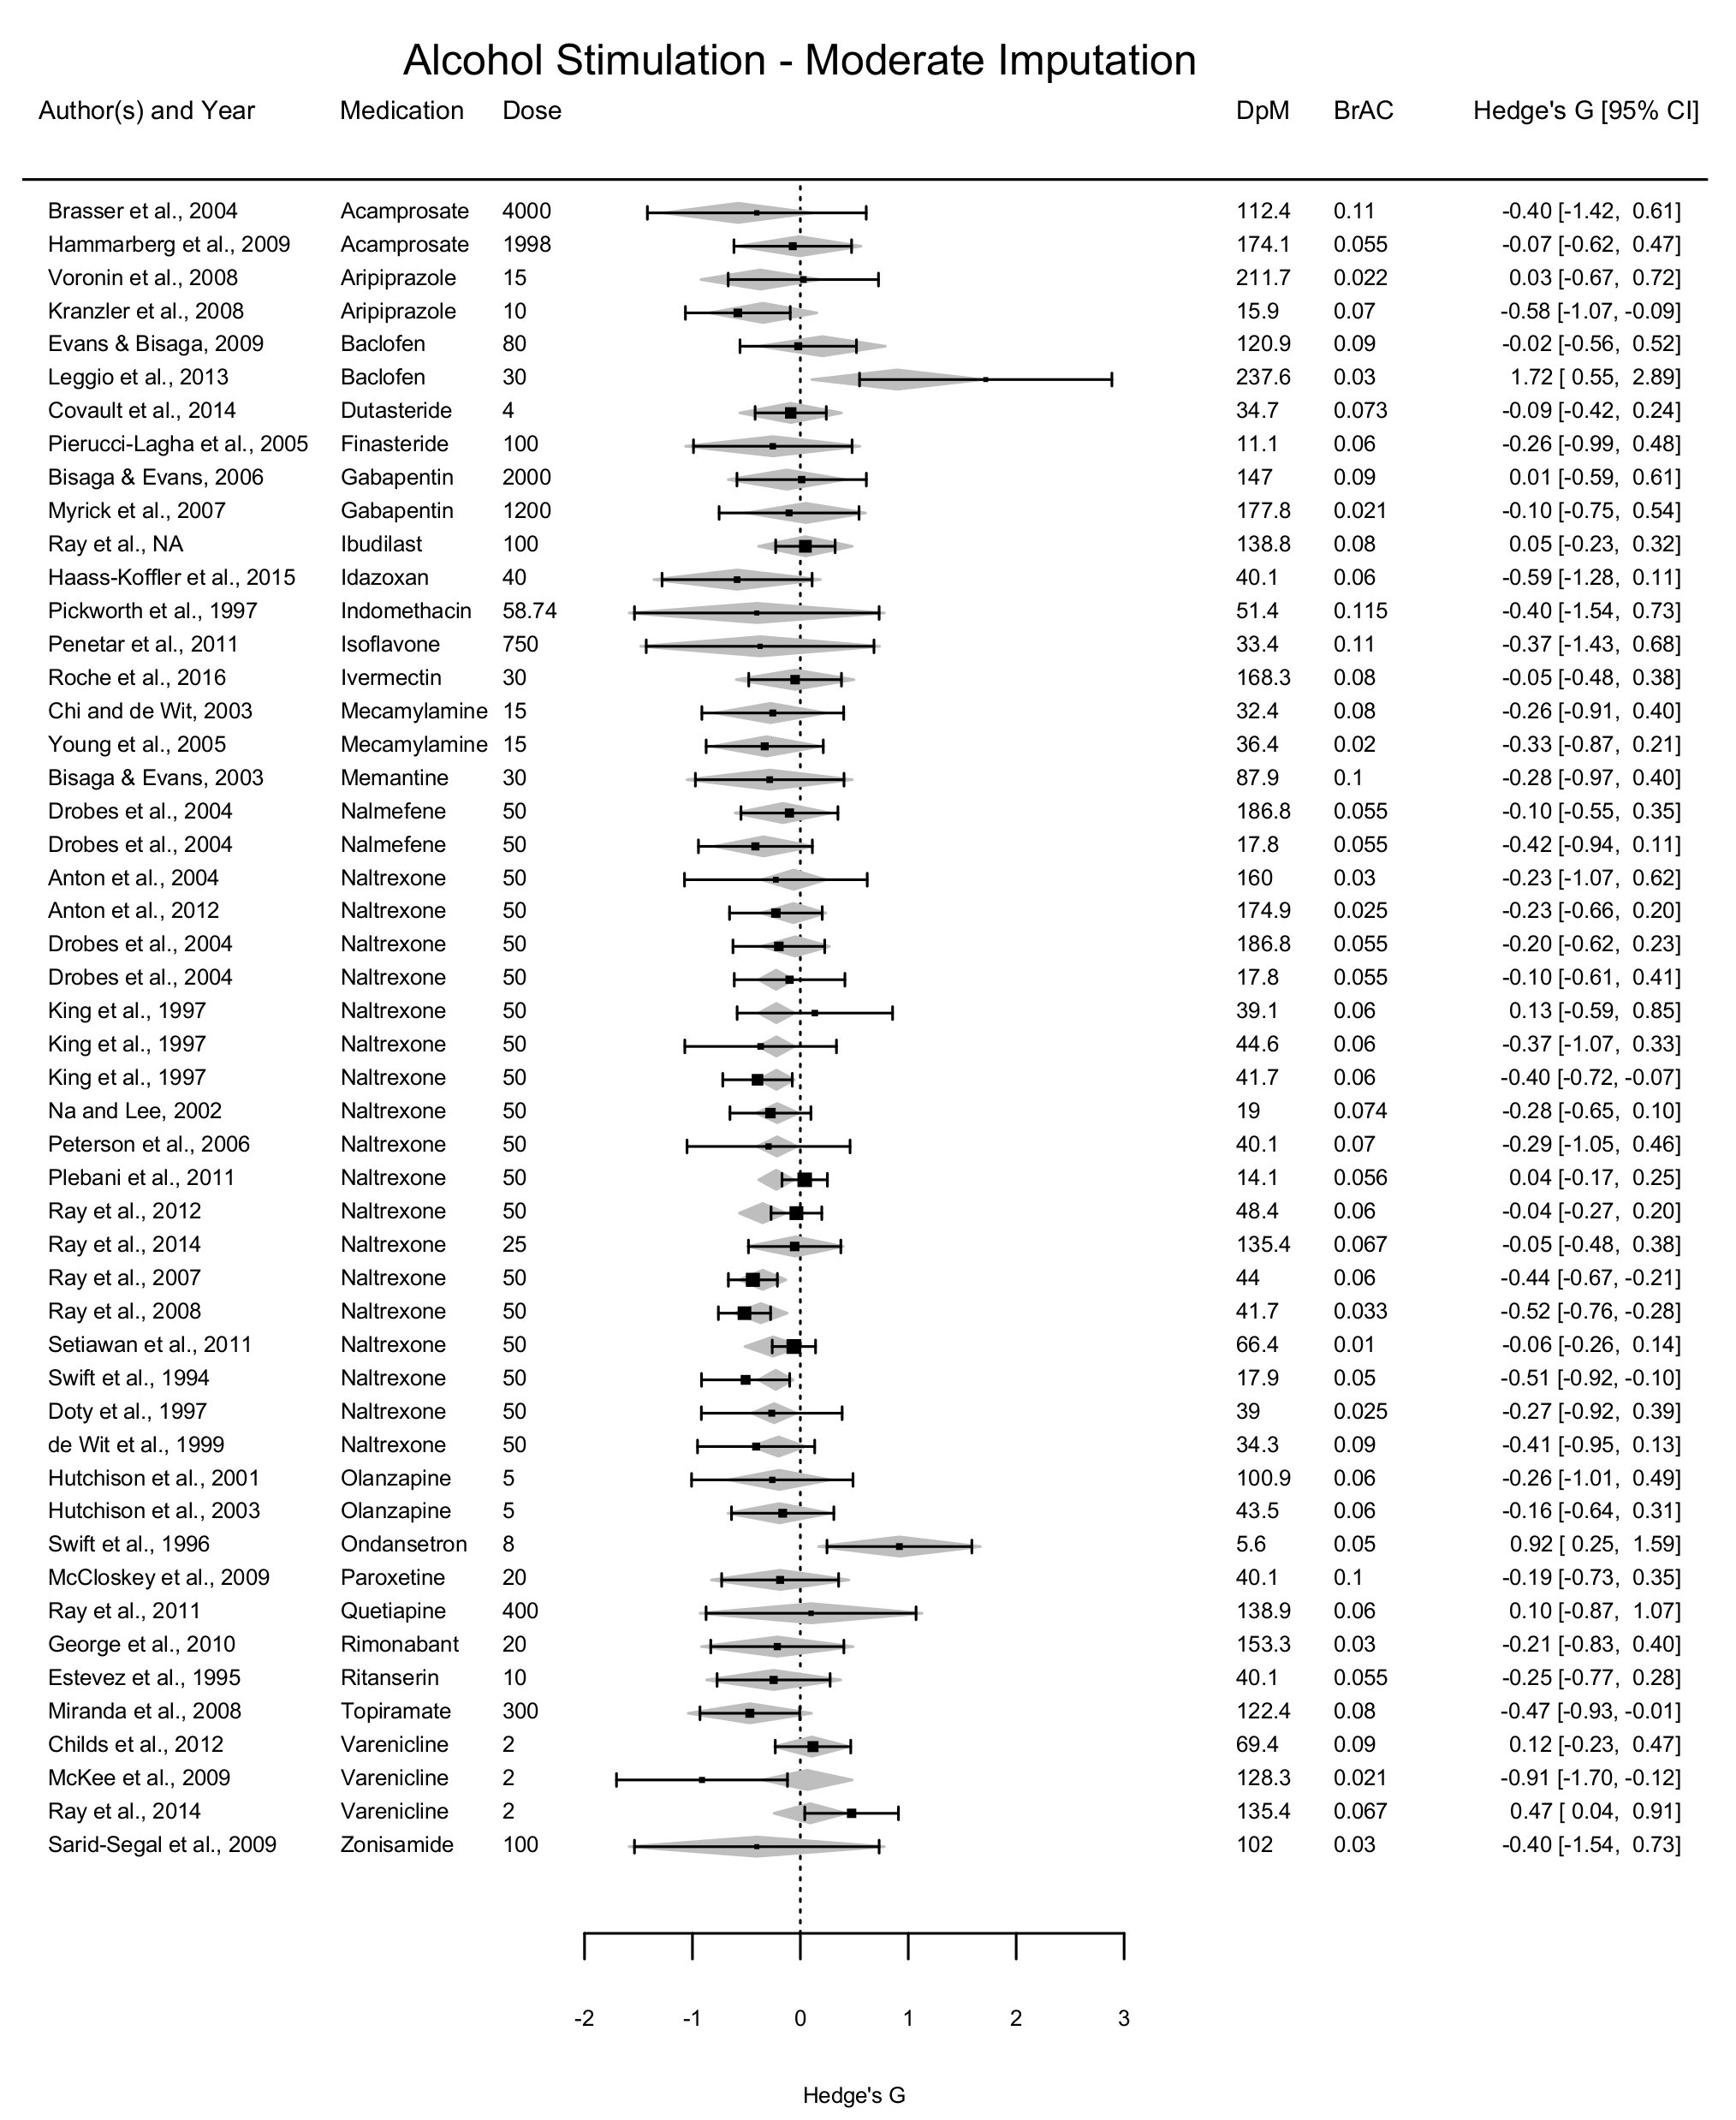 Alcohol Stimulation - Moderate Imputation
Author(s) and Year Medication Dose DpM BrAC Hedge's G [95% CI]
Brasser et al., 2004 Acamprosate 4000 112.4 0.11 -0.40 [-1.42, 0.61]
Hammarberg et al., 2009 Acamprosate 1998 174.1 0.055 -0.07 [-0.62, 0.47]
Voronin et al., 2008 Aripiprazole 15 211.7 0.022 0.03 [-0.67, 0.72]
Kranzler et al., 2008 Aripiprazole 10 15.9 0.07 -0.58 [-1.07, -0.09]
Evans & Bisaga, 2009 Baclofen 80 120.9 0.09 -0.02 [-0.56, 0.52]
Leggio et al., 2013 Baclofen 30 237.6 0.03 1.72 [ 0.55, 2.89]
Covault et al., 2014 Dutasteride 4 34.7 0.073 -0.09 [-0.42, 0.24]
Pierucci-Lagha et al., 2005 Finasteride 100 11.1 0.06 -0.26 [-0.99, 0.48]
Bisaga & Evans, 2006 Gabapentin 2000 147 0.09 0.01 [-0.59, 0.61]
Myrick et al., 2007 Gabapentin 1200 177.8 0.021 -0.10 [-0.75, 0.54]
Ray et al., NA Ibudilast 100 138.8 0.08 0.05 [-0.23, 0.32]
Haass-Koffler et al., 2015 Idazoxan 40 40.1 0.06 -0.59 [-1.28, 0.11]
Pickworth et al., 1997 Indomethacin 58.74 51.4 0.115 -0.40 [-1.54, 0.73]
Penetar et al., 2011 Isoflavone 750 33.4 0.11 -0.37 [-1.43, 0.68]
Roche et al., 2016 Ivermectin 30 168.3 0.08 -0.05 [-0.48, 0.38]
Chi and de Wit, 2003 Mecamylamine 15 32.4 0.08 -0.26 [-0.91, 0.40]
Young et al., 2005 Mecamylamine 15 36.4 0.02 -0.33 [-0.87, 0.21]
Bisaga & Evans, 2003 Memantine 30 87.9 0.1 -0.28 [-0.97, 0.40]
Drobes et al., 2004 Nalmefene 50 186.8 0.055 -0.10 [-0.55, 0.35]
Drobes et al., 2004 Nalmefene 50 17.8 0.055 -0.42 [-0.94, 0.11]
Anton et al., 2004 Naltrexone 50 160 0.03 -0.23 [-1.07, 0.62]
Anton et al., 2012 Naltrexone 50 174.9 0.025 -0.23 [-0.66, 0.20]
Drobes et al., 2004 Naltrexone 50 186.8 0.055 -0.20 [-0.62, 0.23]
Drobes et al., 2004 Naltrexone 50 17.8 0.055 -0.10 [-0.61, 0.41]
King et al., 1997 Naltrexone 50 39.1 0.06 0.13 [-0.59, 0.85]
King et al., 1997 Naltrexone 50 44.6 0.06 -0.37 [-1.07, 0.33]
King et al., 1997 Naltrexone 50 41.7 0.06 -0.40 [-0.72, -0.07]
Na and Lee, 2002 Naltrexone 50 19 0.074 -0.28 [-0.65, 0.10]
Peterson et al., 2006 Naltrexone 50 40.1 0.07 -0.29 [-1.05, 0.46]
Plebani et al., 2011 Naltrexone 50 14.1 0.056 0.04 [-0.17, 0.25]
Ray et al., 2012 Naltrexone 50 48.4 0.06 -0.04 [-0.27, 0.20]
Ray et al., 2014 Naltrexone 25 135.4 0.067 -0.05 [-0.48, 0.38]
Ray et al., 2007 Naltrexone 50 44 0.06 -0.44 [-0.67, -0.21]
Ray et al., 2008 Naltrexone 50 41.7 0.033 -0.52 [-0.76, -0.28]
Setiawan et al., 2011 Naltrexone 50 66.4 0.01 -0.06 [-0.26, 0.14]
Swift et al., 1994 Naltrexone 50 17.9 0.05 -0.51 [-0.92, -0.10]
Doty et al., 1997 Naltrexone 50 39 0.025 -0.27 [-0.92, 0.39]
de Wit et al., 1999 Naltrexone 50 34.3 0.09 -0.41 [-0.95, 0.13]
Hutchison et al., 2001 Olanzapine 5 100.9 0.06 -0.26 [-1.01, 0.49]
Hutchison et al., 2003 Olanzapine 5 43.5 0.06 -0.16 [-0.64, 0.31]
Swift et al., 1996 Ondansetron 8 5.6 0.05 0.92 [ 0.25, 1.59]
McCloskey et al., 2009 Paroxetine 20 40.1 0.1 -0.19 [-0.73, 0.35]
Ray et al., 2011 Quetiapine 400 138.9 0.06 0.10 [-0.87, 1.07]
George et al., 2010 Rimonabant 20 153.3 0.03 -0.21 [-0.83, 0.40]
Estevez et al., 1995 Ritanserin 10 40.1 0.055 -0.25 [-0.77, 0.28]
Miranda et al., 2008 Topiramate 300 122.4 0.08 -0.47 [-0.93, -0.01]
Childs et al., 2012 Varenicline 2 69.4 0.09 0.12 [-0.23, 0.47]
McKee et al., 2009 Varenicline 2 128.3 0.021 -0.91 [-1.70, -0.12]
Ray et al., 2014 Varenicline 2 135.4 0.067 0.47 [ 0.04, 0.91]
Sarid-Segal et al., 2009 Zonisamide 100 102 0.03 -0.40 [-1.54, 0.73]
-2 -1 0 1 2 3
Hedge's G